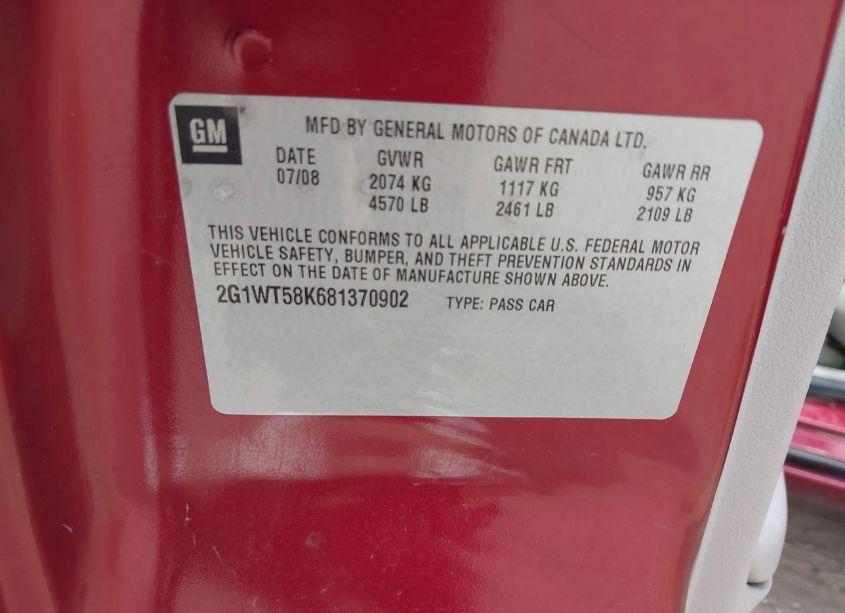 GM
MFD BY GENERAL MOTORS OF CANADA LTD.
DATE GVWR GAWR FRT GAWR RR
07/08 2074 KG 1117 KG 957 KG
4570 LB 2461 LB 2109 LB
THIS VEHICLE CONFORMS TO ALL APPLICABLE U.S. FEDERAL MOTOR
VEHICLE SAFETY, BUMPER, AND THEFT PREVENTION STANDARDS IN
EFFECT ON THE DATE OF MANUFACTURE SHOWN ABOVE.
2G1WT58K681370902 TYPE: PASS CAR